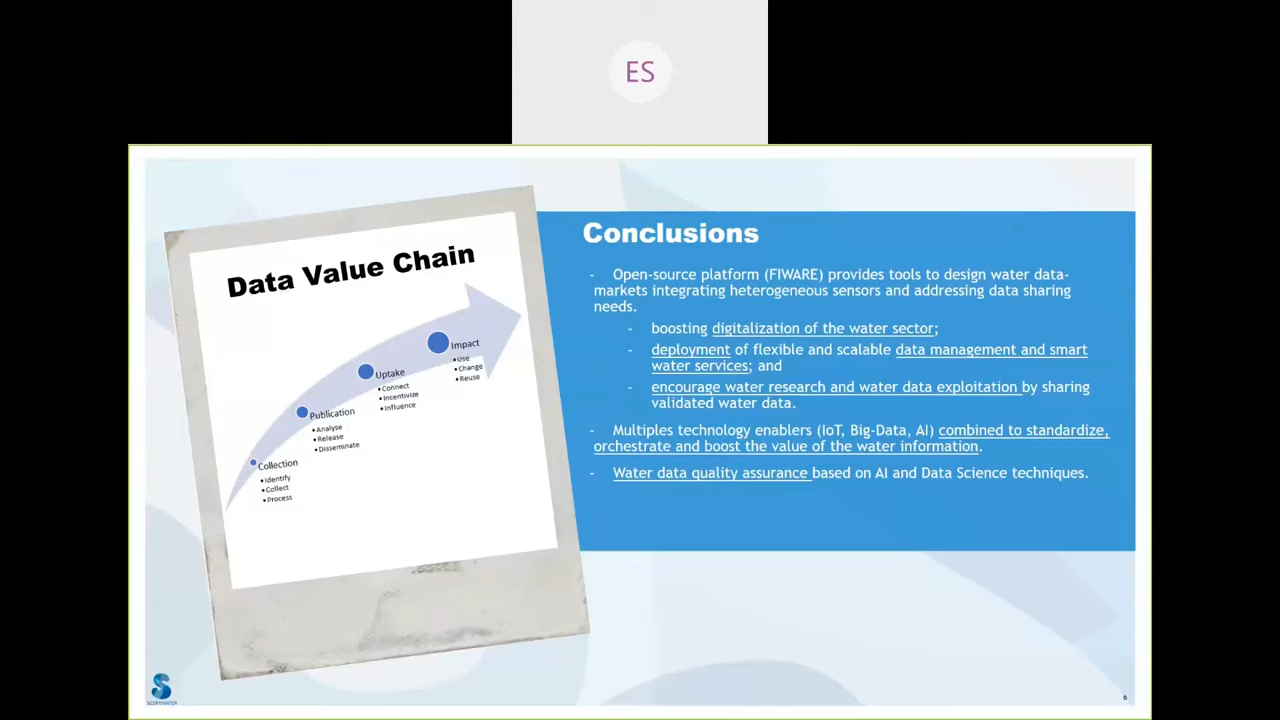 ES
Data Value Chain
Impact
• Use
• Change
• Reuse
Uptake
• Connect
• Incentivize
• Influence
Publication
• Analyse
• Release
• Disseminate
Collection
• Identify
• Collect
• Process
Conclusions
- Open-source platform (FIWARE) provides tools to design water data-
markets integrating heterogeneous sensors and addressing data sharing
needs.
- boosting digitalization of the water sector;
- deployment of flexible and scalable data management and smart
water services; and
- encourage water research and water data exploitation by sharing
validated water data.
- Multiples technology enablers (IoT, Big-Data, AI) combined to standardize,
orchestrate and boost the value of the water information.
- Water data quality assurance based on AI and Data Science techniques.
6